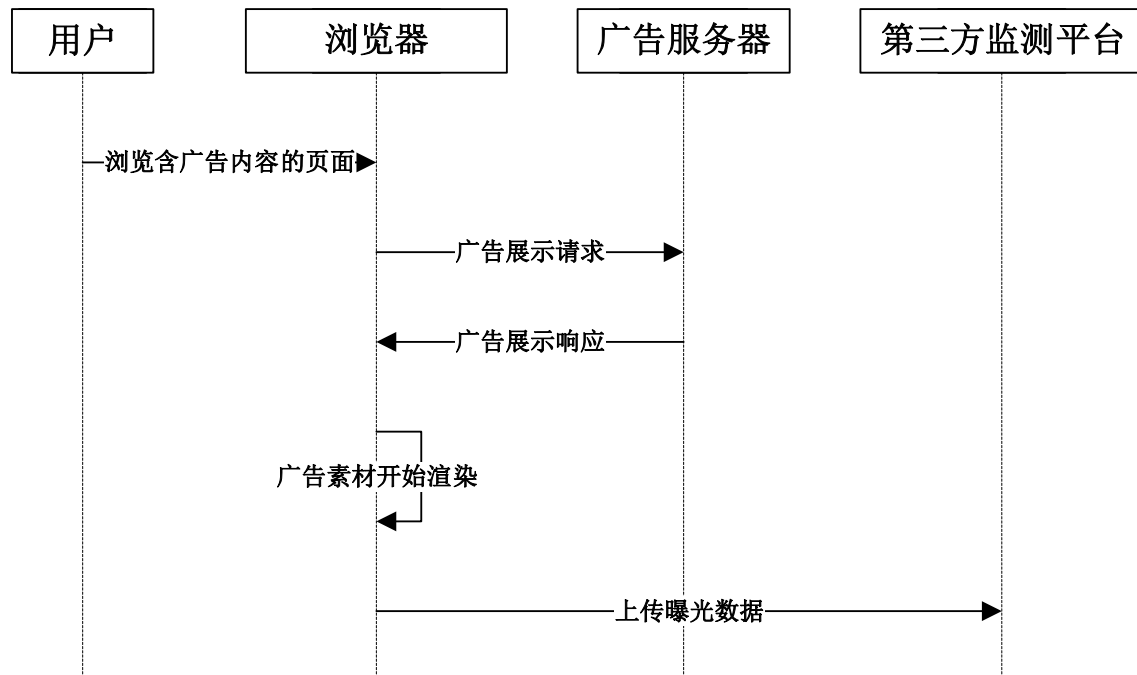 用户
浏览器
广告服务器
第三方监测平台
浏览含广告内容的页面
广告展示请求
广告展示响应
广告素材开始渲染
上传曝光数据